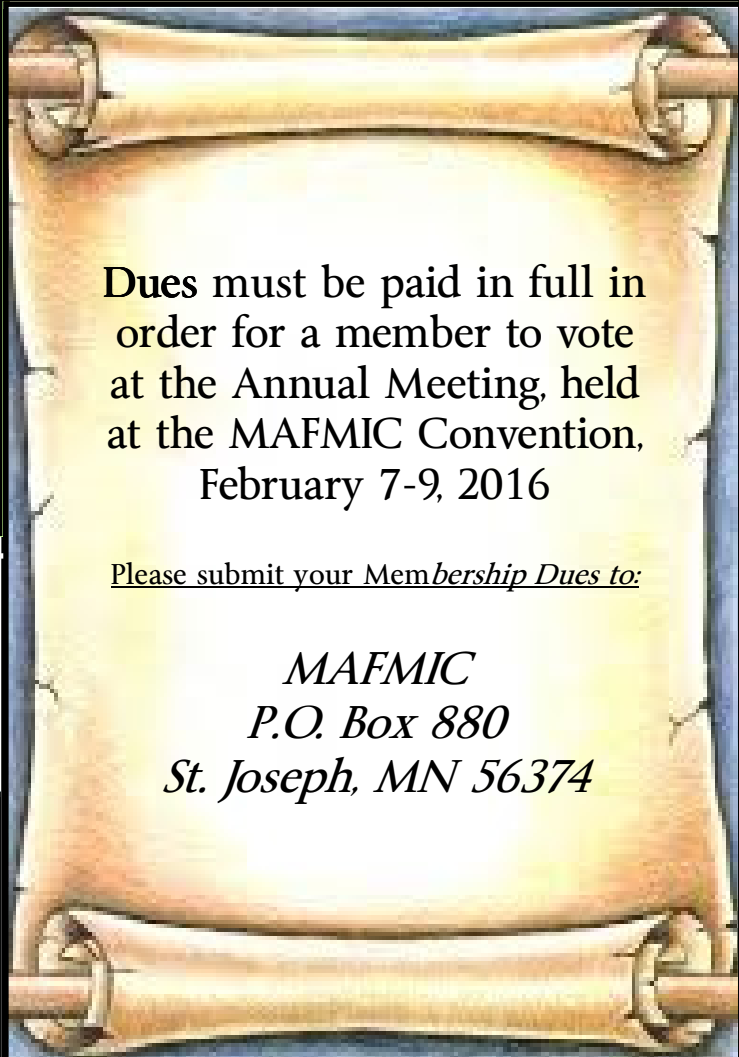 Dues must be paid in full in
order for a member to vote
at the Annual Meeting, held
at the MAFMIC Convention,
February 7-9, 2016
Please submit your Membership Dues to:
MAFMIC
P.O. Box 880
St. Joseph, MN 56374